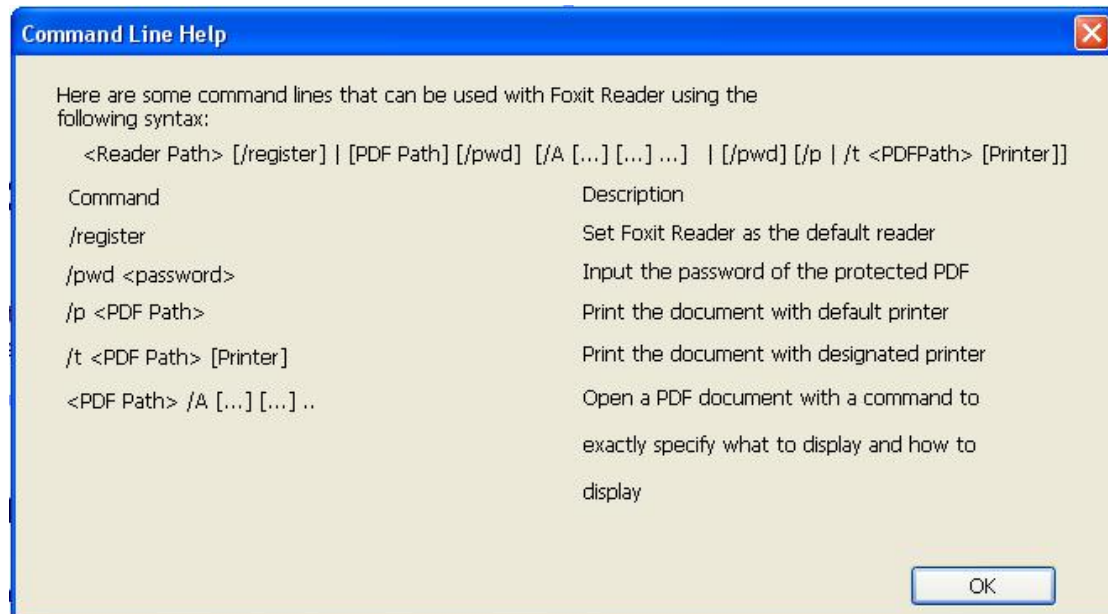 Command Line Help
Here are some command lines that can be used with Foxit Reader using the
following syntax:
<Reader Path> [/register] | [PDF Path] [/pwd] [/A [...] [...] ...] | [/pwd] [/p | /t <PDFPath> [Printer]]
Command Description
/register Set Foxit Reader as the default reader
/pwd <password> Input the password of the protected PDF
/p <PDF Path> Print the document with default printer
/t <PDF Path> [Printer] Print the document with designated printer
<PDF Path> /A [...] [...] .. Open a PDF document with a command to
exactly specify what to display and how to
display
OK